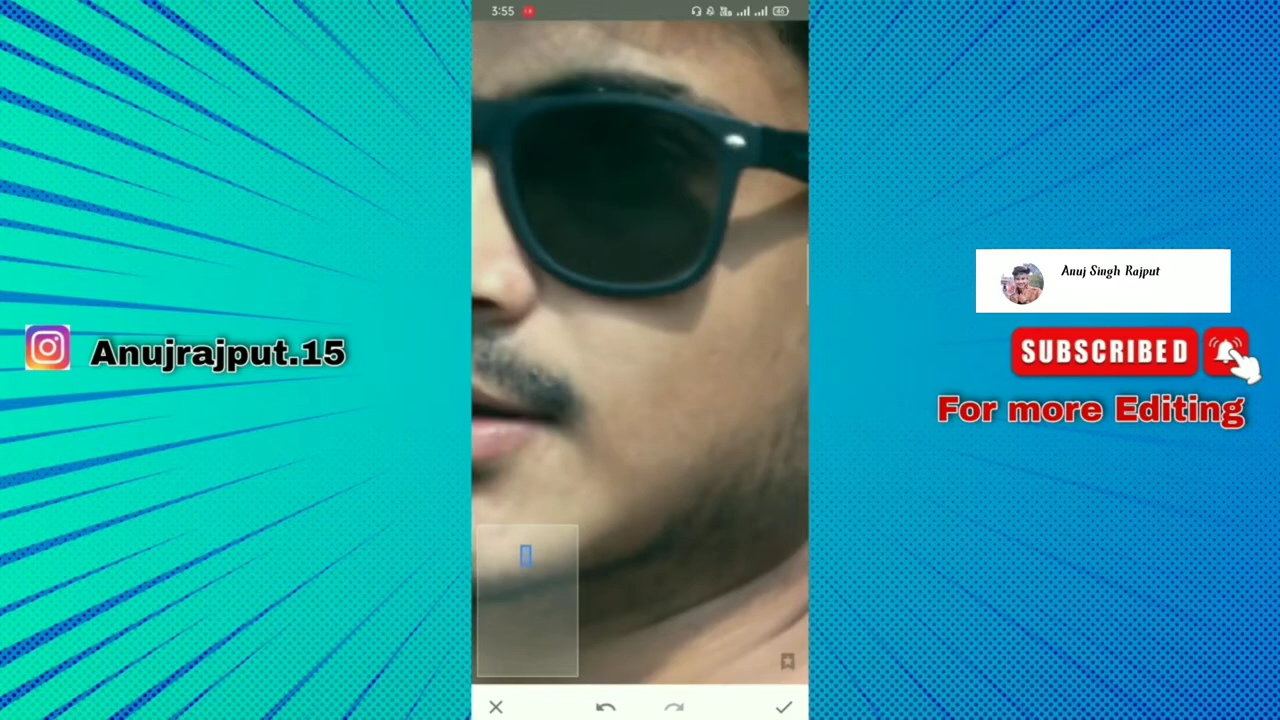 3:55
Anuj Singh Rajput
Anujrajput.15
SUBSCRIBED
For more Editing